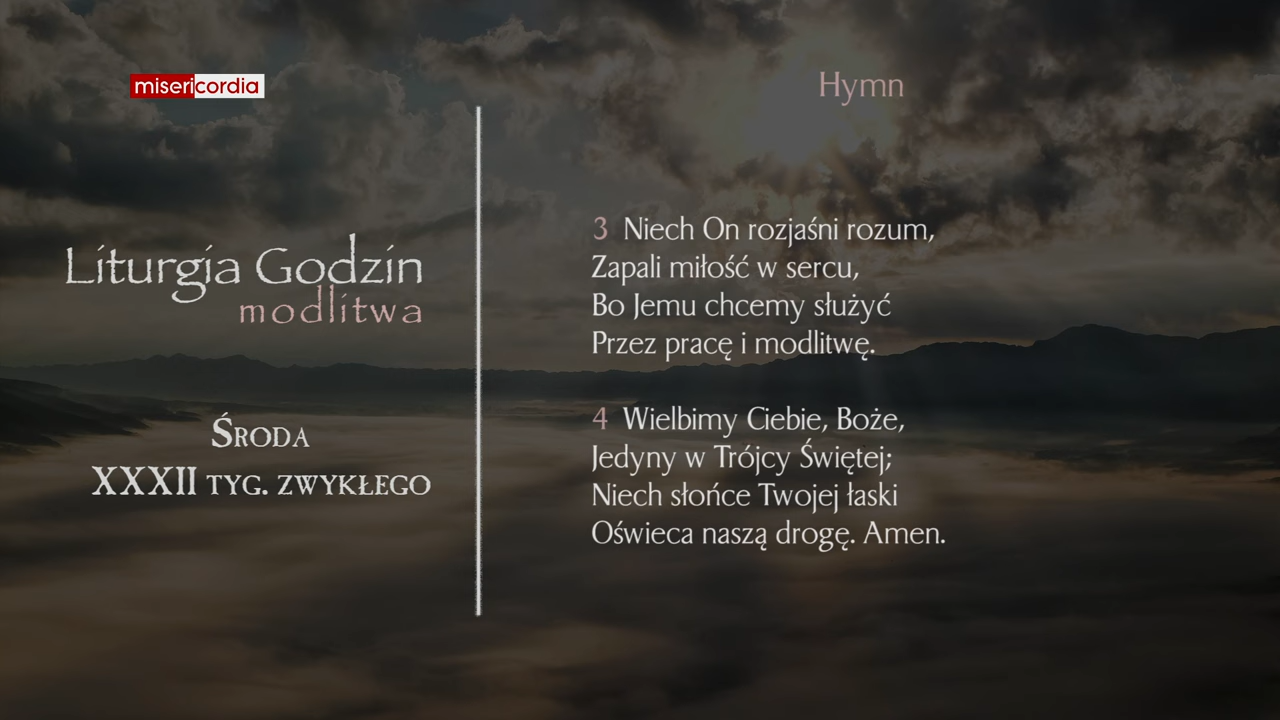 misericordia
Liturgia Godzin
modlitwa
Środa
XXXII tyg. zwykłego
Hymn
3 Niech On rozjaśni rozum,
Zapali miłość w sercu,
Bo Jemu chcemy służyć
Przez pracę i modlitwę.
4 Wielbimy Ciebie, Boże,
Jedyny w Trójcy Świętej;
Niech słońce Twojej łaski
Oświeca naszą drogę. Amen.